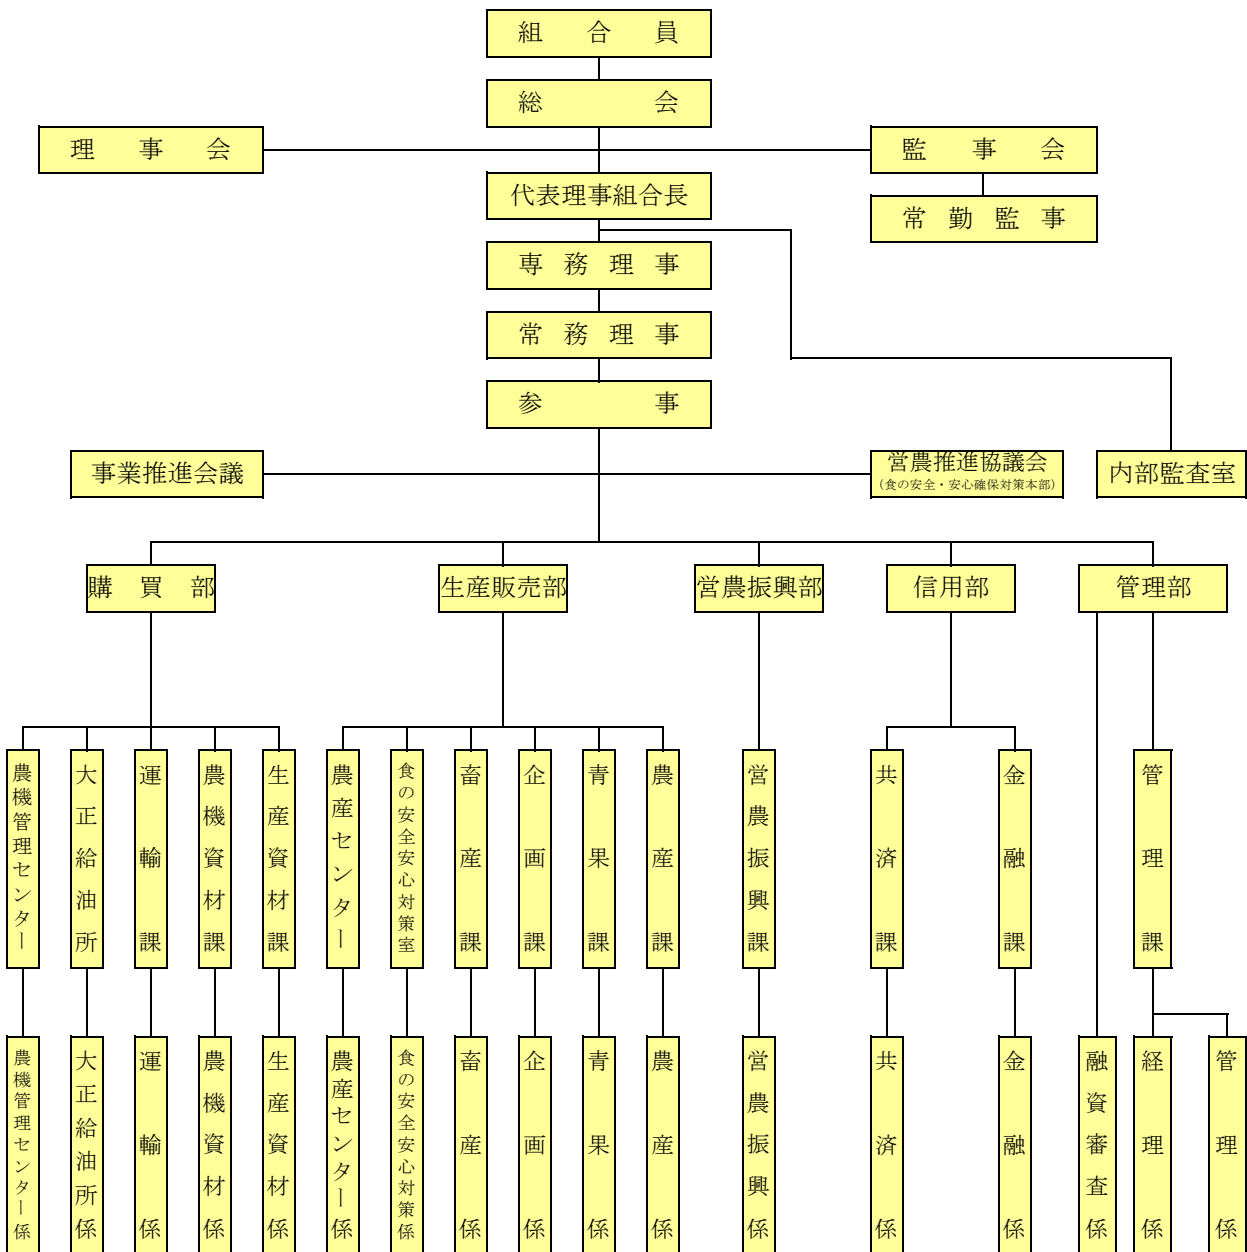 組合員
総会
理事会
監事会
代表理事組合長
常勤監事
専務理事
常務理事
参事
事業推進会議
営農推進協議会
(食の安全・安心確保対策本部)
内部監査室
購買部
生産販売部
営農振興部
信用部
管理部
農機管理センター
大正給油所
運輸課
農機資材課
生産資材課
農産センター
食の安全安心対策室
畜産課
企画課
青果課
農産課
営農振興課
共済課
金融課
管理課
農機管理センター係
大正給油所係
運輸係
農機資材係
生産資材係
農産センター係
食の安全安心対策係
畜産係
企画係
青果係
農産係
営農振興係
共済係
金融係
融資審査係
経理係
管理係